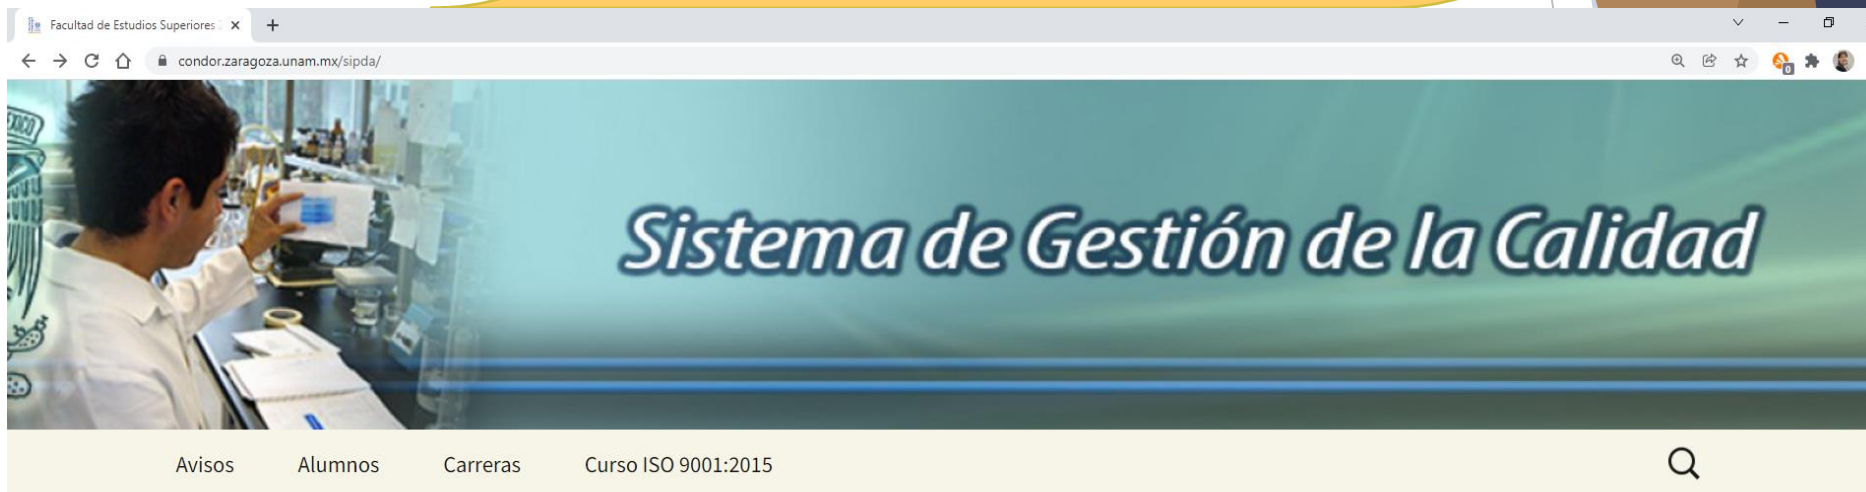 Facultad de Estudios Superiores
condor.zaragoza.unam.mx/sipda/
0
Sistema de Gestión de la Calidad
Avisos Alumnos Carreras Curso ISO 9001:2015